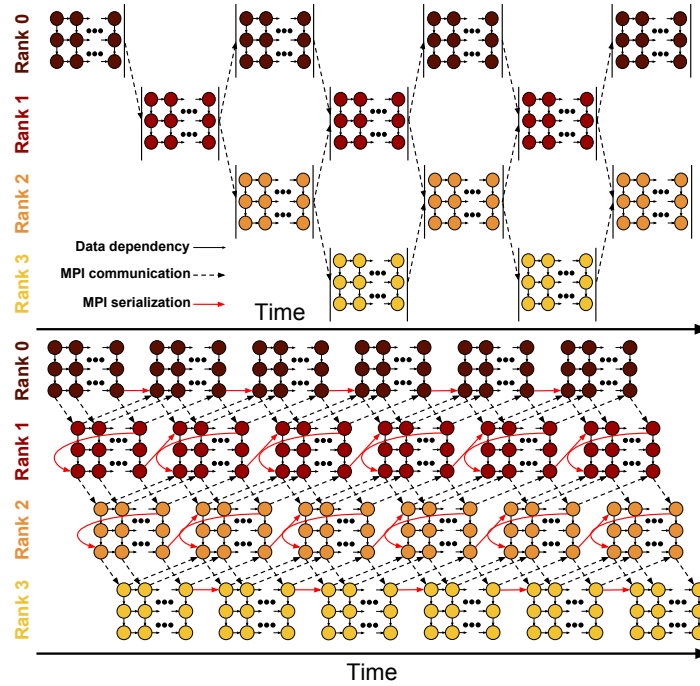 Rank 0
Rank 1
Rank 2
Rank 3
Data dependency
MPI communication
MPI serialization
Time
Rank 0
Rank 1
Rank 2
Rank 3
Time